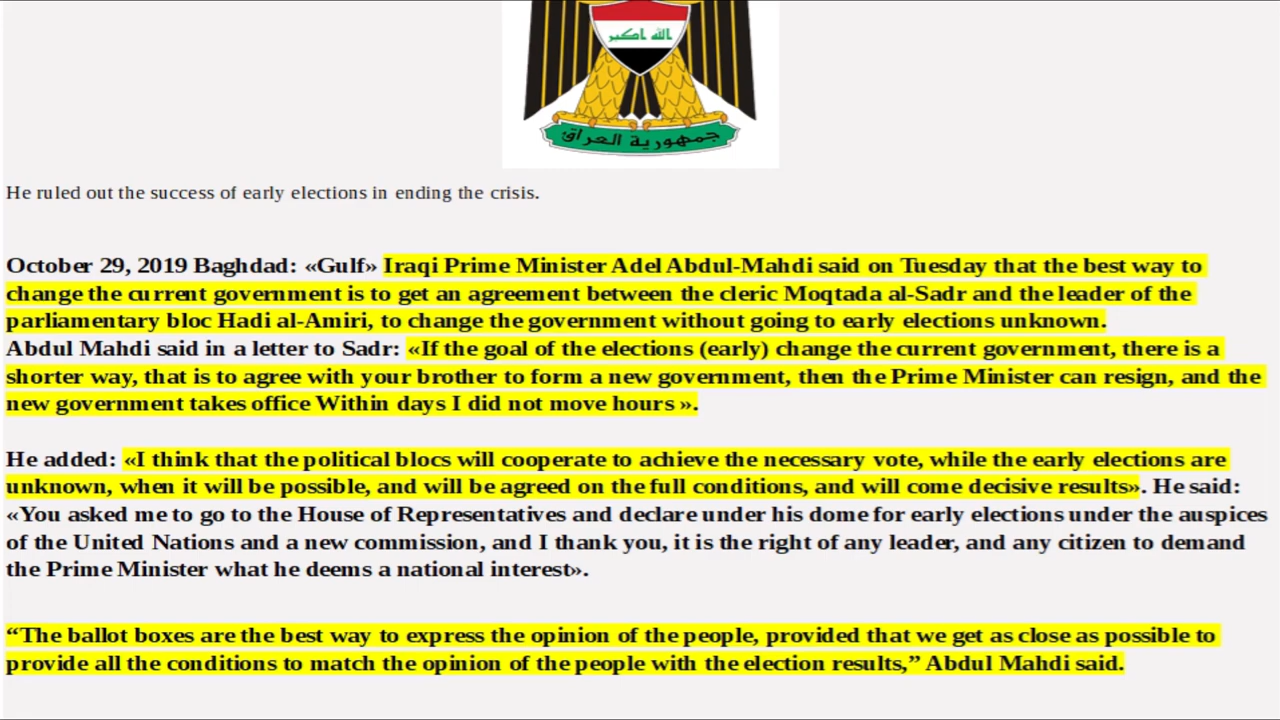 الله اكبر
جمهورية العراق
He ruled out the success of early elections in ending the crisis.
October 29, 2019 Baghdad: «Gulf» Iraqi Prime Minister Adel Abdul-Mahdi said on Tuesday that the best way to
change the current government is to get an agreement between the cleric Moqtada al-Sadr and the leader of the
parliamentary bloc Hadi al-Amiri, to change the government without going to early elections unknown.
Abdul Mahdi said in a letter to Sadr: «If the goal of the elections (early) change the current government, there is a
shorter way, that is to agree with your brother to form a new government, then the Prime Minister can resign, and the
new government takes office Within days I did not move hours ».
He added: «I think that the political blocs will cooperate to achieve the necessary vote, while the early elections are
unknown, when it will be possible, and will be agreed on the full conditions, and will come decisive results». He said:
«You asked me to go to the House of Representatives and declare under his dome for early elections under the auspices
of the United Nations and a new commission, and I thank you, it is the right of any leader, and any citizen to demand
the Prime Minister what he deems a national interest».
“The ballot boxes are the best way to express the opinion of the people, provided that we get as close as possible to
provide all the conditions to match the opinion of the people with the election results,” Abdul Mahdi said.